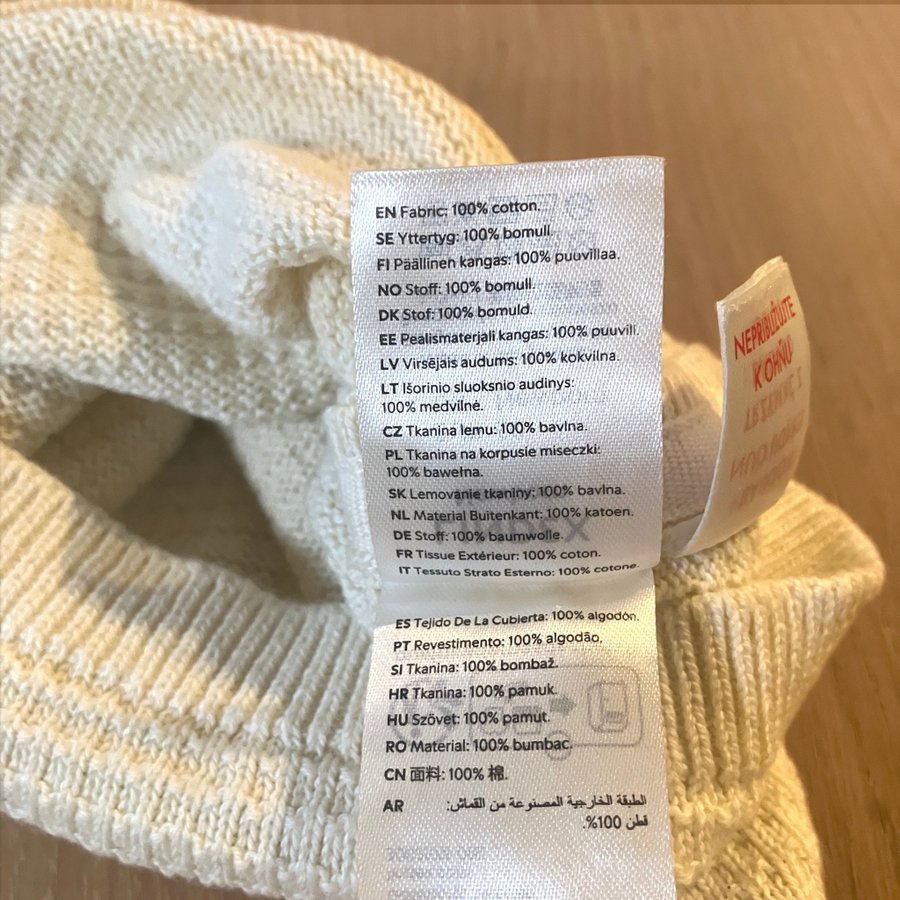 EN Fabric: 100% cotton.
SE Yttertyg: 100% bomull.
FI Päällinen kangas: 100% puuvillaa.
NO Stoff: 100% bomull.
DK Stof: 100% bomuld.
EE Pealismaterjali kangas: 100% puuvill.
LV Virsējais audums: 100% kokvilna.
LT Išorinio sluoksnio audinys:
100% medvilnė.
CZ Tkanina lemu: 100% bavlna.
PL Tkanina na korpusie miseczki:
100% bawełna.
SK Lemovanie tkaniny: 100% bavlna.
NL Material Buitenkant: 100% katoen.
DE Stoff: 100% baumwolle.
FR Tissue Extérieur: 100% coton.
IT Tessuto Strato Esterno: 100% cotone.
ES Tejido De La Cubierta: 100% algodón.
PT Revestimento: 100% algodão.
SI Tkanina: 100% bombaž.
HR Tkanina: 100% pamuk.
HU Szövet: 100% pamut.
RO Material: 100% bumbac.
CN 面料: 100% 棉.
AR الطبقة الخارجية المصنوعة من القماش:
قطن 100%.
NEPRIBLIŽUJTE
K OHŇU